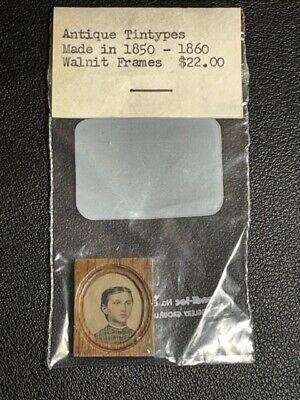 Antique Tintypes
Made in 1850 - 1860
Walnit Frames $22.00